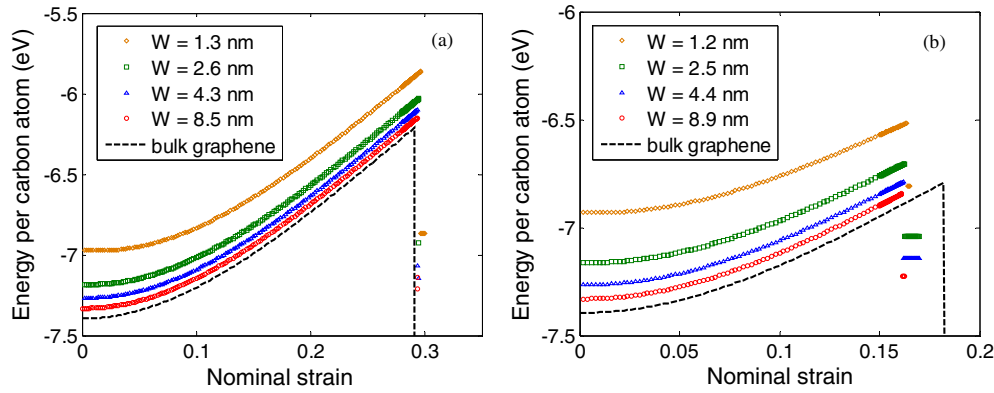 -5.5
-6
-6.5
-7
-7.5
0
0.1
0.2
0.3
Energy per carbon atom (eV)
Nominal strain
(a)
W = 1.3 nm
W = 2.6 nm
W = 4.3 nm
W = 8.5 nm
bulk graphene
-6
-6.5
-7
-7.5
0
0.05
0.1
0.15
0.2
Energy per carbon atom (eV)
Nominal strain
(b)
W = 1.2 nm
W = 2.5 nm
W = 4.4 nm
W = 8.9 nm
bulk graphene